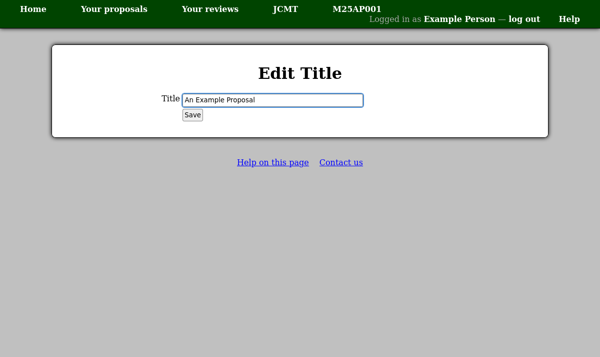 Home Your proposals Your reviews JCMT M25AP001
Logged in as Example Person — log out Help
Edit Title
Title An Example Proposal
Save
Help on this page Contact us